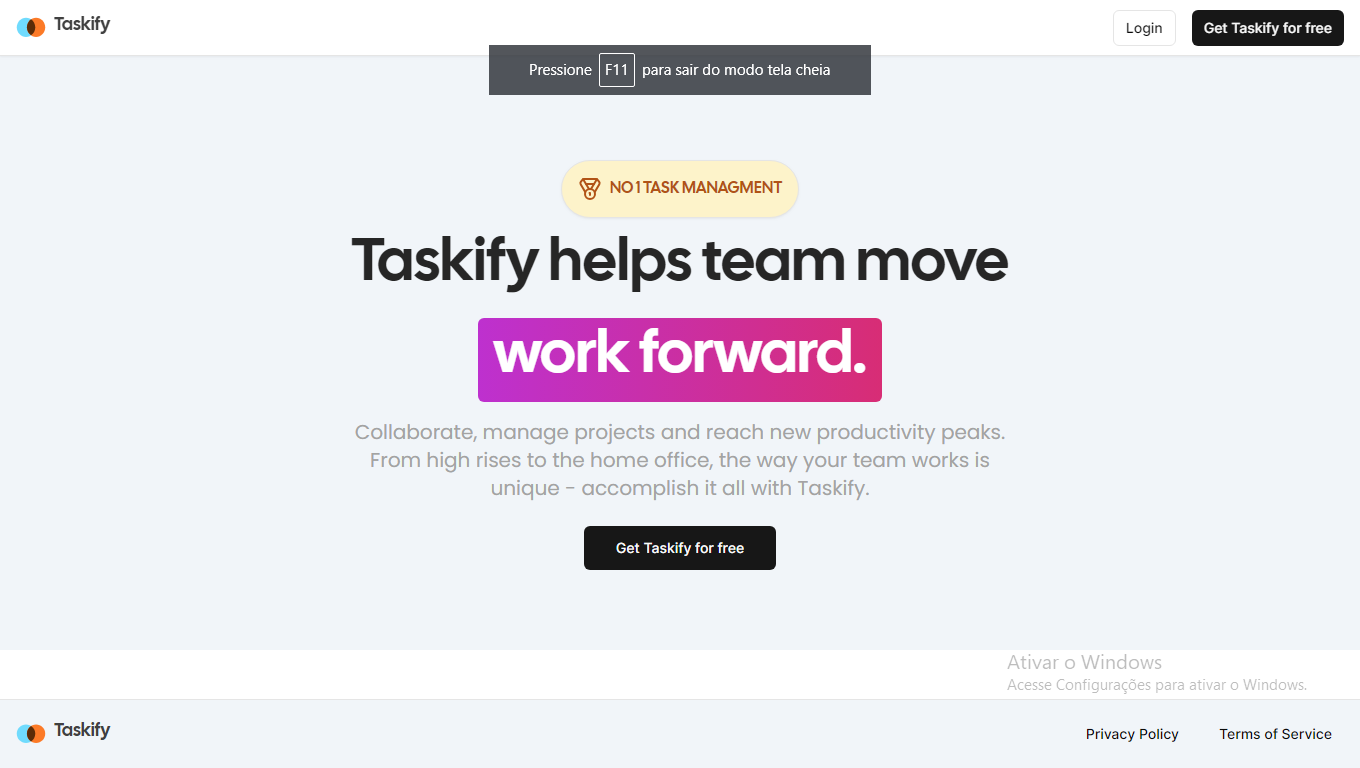 Taskify
Login
Get Taskify for free
Pressione F11 para sair do modo tela cheia
NO 1 TASK MANAGMENT
Taskify helps team move
work forward.
Collaborate, manage projects and reach new productivity peaks.
From high rises to the home office, the way your team works is
unique - accomplish it all with Taskify.
Get Taskify for free
Ativar o Windows
Acesse Configurações para ativar o Windows.
Taskify
Privacy Policy
Terms of Service